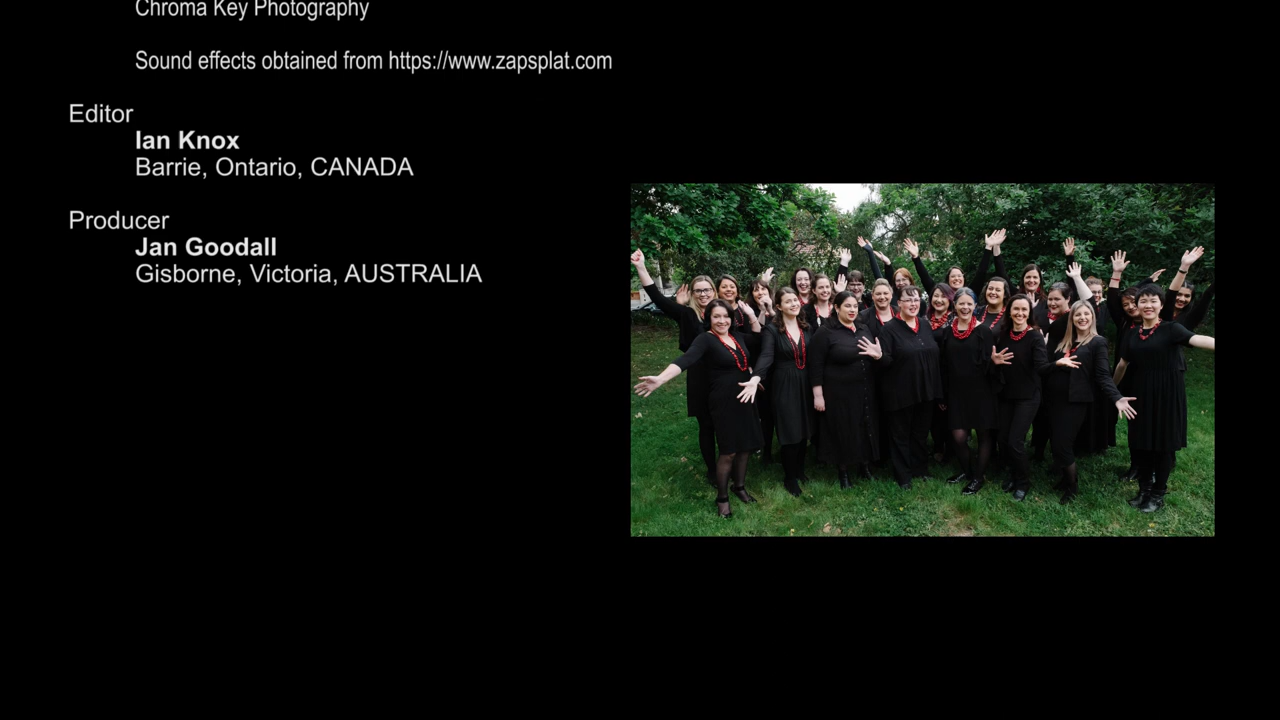 Chroma Key Photography
Sound effects obtained from https://www.zapsplat.com
Editor
Ian Knox
Barrie, Ontario, CANADA
Producer
Jan Goodall
Gisborne, Victoria, AUSTRALIA